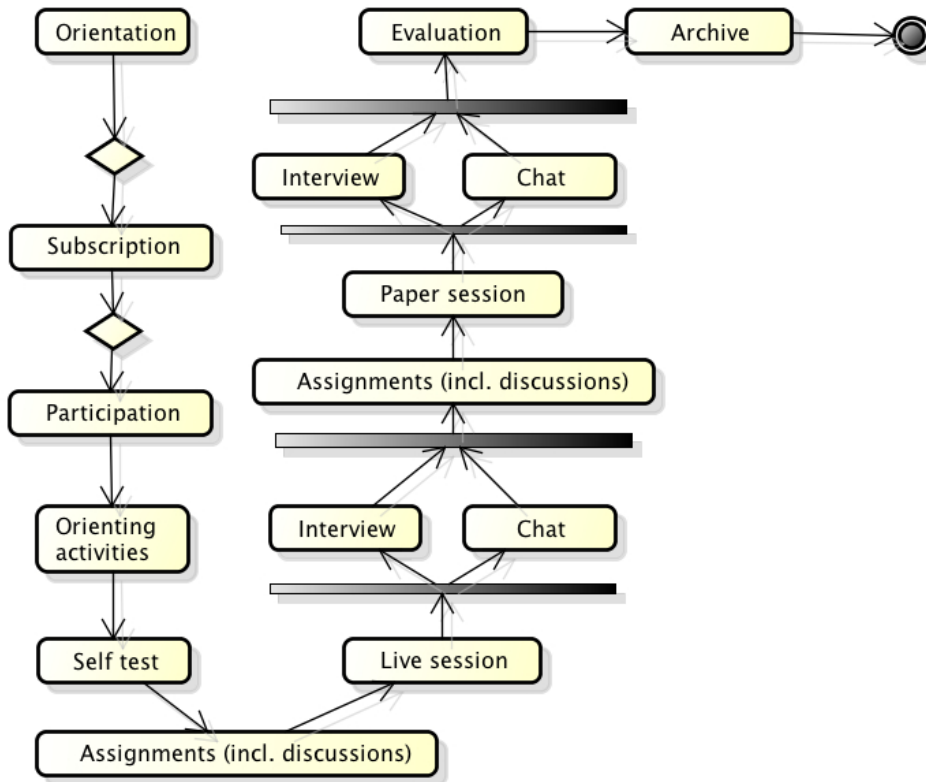 Orientation
Subscription
Participation
Orienting
activities
Self test
Assignments (incl. discussions)
Live session
Interview
Chat
Assignments (incl. discussions)
Paper session
Interview
Chat
Evaluation
Archive